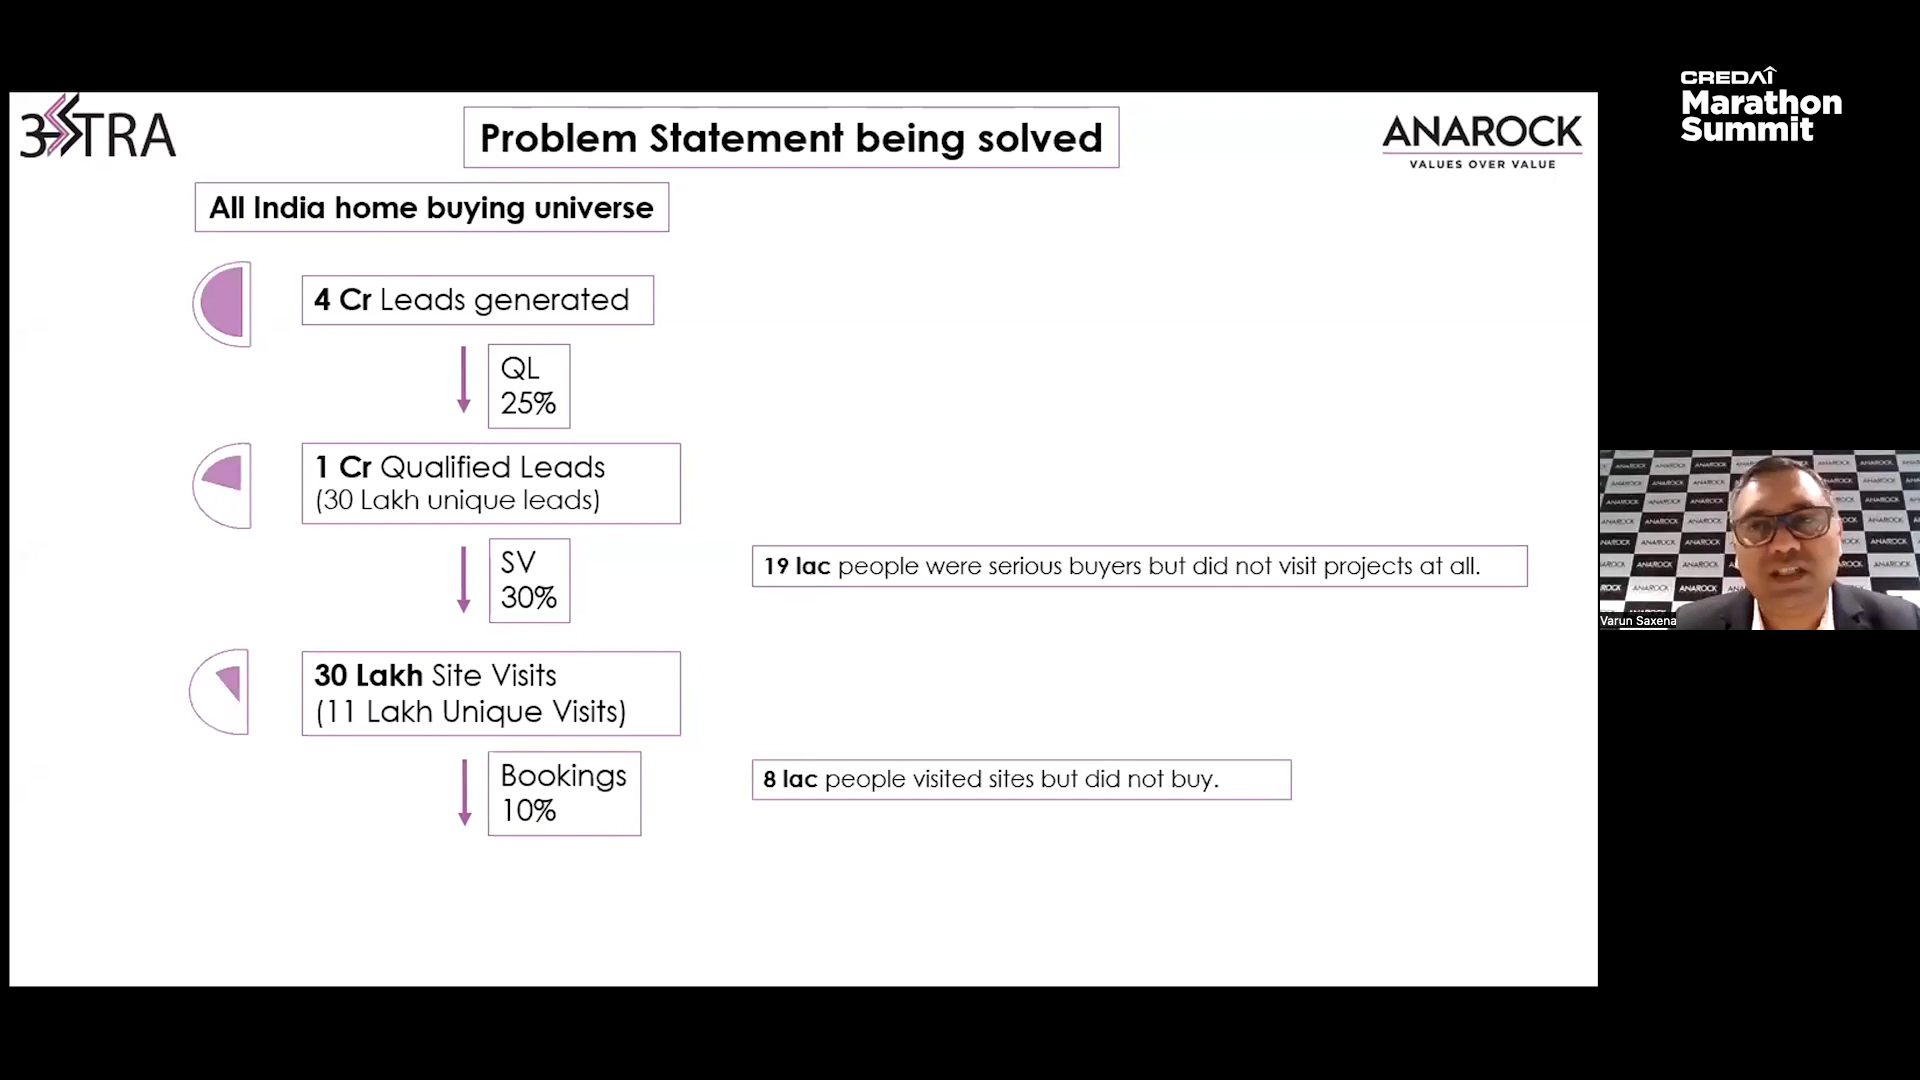 CREDAI
Marathon
Summit
3-STRA
Problem Statement being solved
ANAROCK
VALUES OVER VALUE
All India home buying universe
4 Cr Leads generated
QL
25%
1 Cr Qualified Leads
(30 Lakh unique leads)
SV
30%
19 lac people were serious buyers but did not visit projects at all.
30 Lakh Site Visits
(11 Lakh Unique Visits)
Bookings
10%
8 lac people visited sites but did not buy.
ANAROCK
Varun Saxena